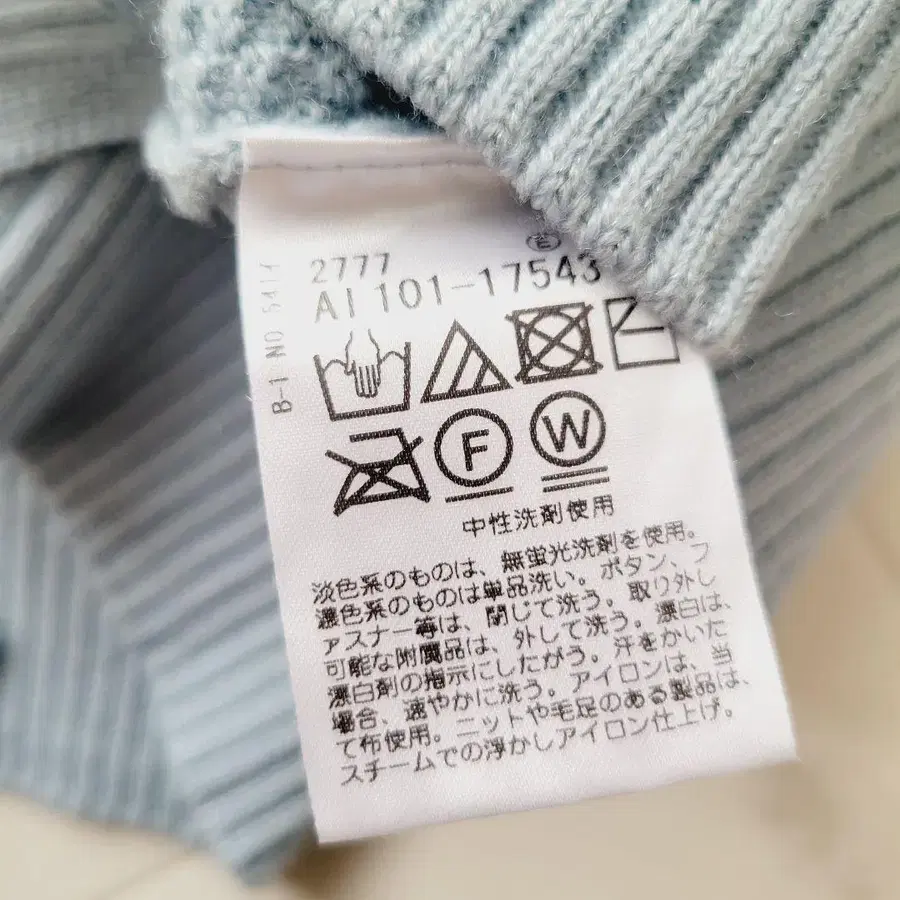 2777
AI 101-17543
B-1 NO 5411
F
W
中性洗剤使用
淡色系のものは、無蛍光洗剤を使用。
濃色系のものは単品洗い。ボタン、フ
ァスナー等は、閉じて洗う。取り外し
可能な附属品は、外して洗う。漂白は、
漂白剤の指示にしたがう。汗をかいた
場合、速やかに洗う。アイロンは、当
て布使用。ニットや毛足のある製品は、
スチームでの浮かしアイロン仕上げ。